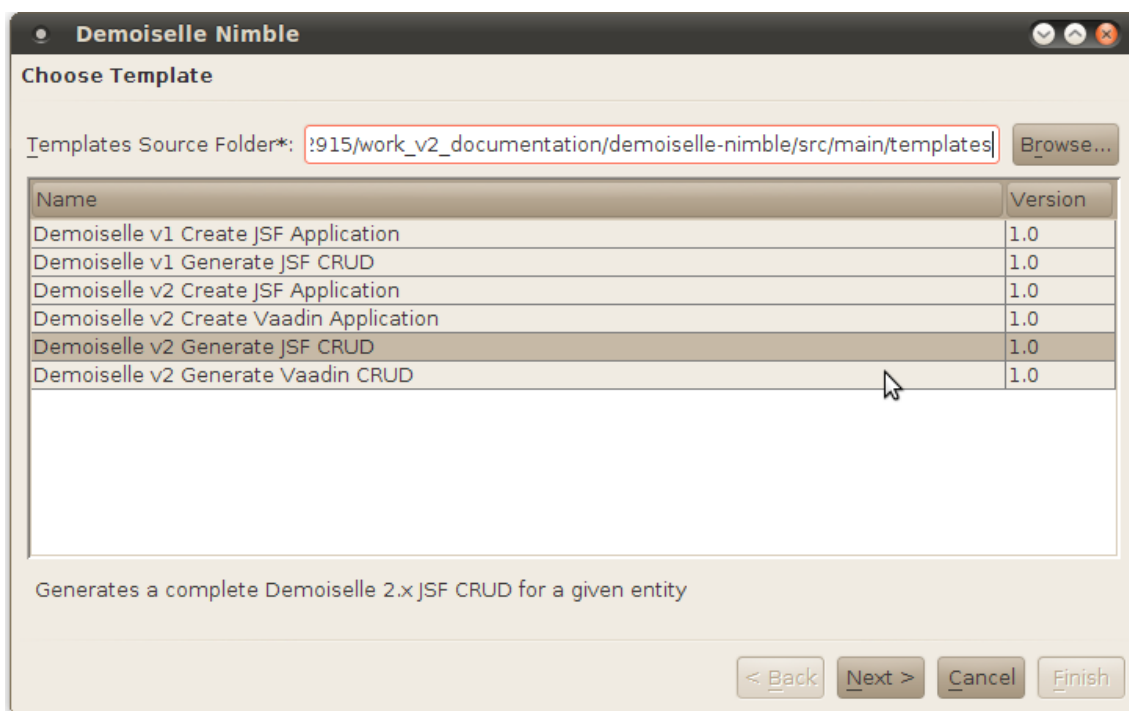 Demoiselle Nimble
Choose Template
Templates Source Folder*: 2915/work_v2_documentation/demoiselle-nimble/src/main/templates Browse...
Name Version
Demoiselle v1 Create JSF Application 1.0
Demoiselle v1 Generate JSF CRUD 1.0
Demoiselle v2 Create JSF Application 1.0
Demoiselle v2 Create Vaadin Application 1.0
Demoiselle v2 Generate JSF CRUD 1.0
Demoiselle v2 Generate Vaadin CRUD 1.0
Generates a complete Demoiselle 2.x JSF CRUD for a given entity
< Back Next > Cancel Finish